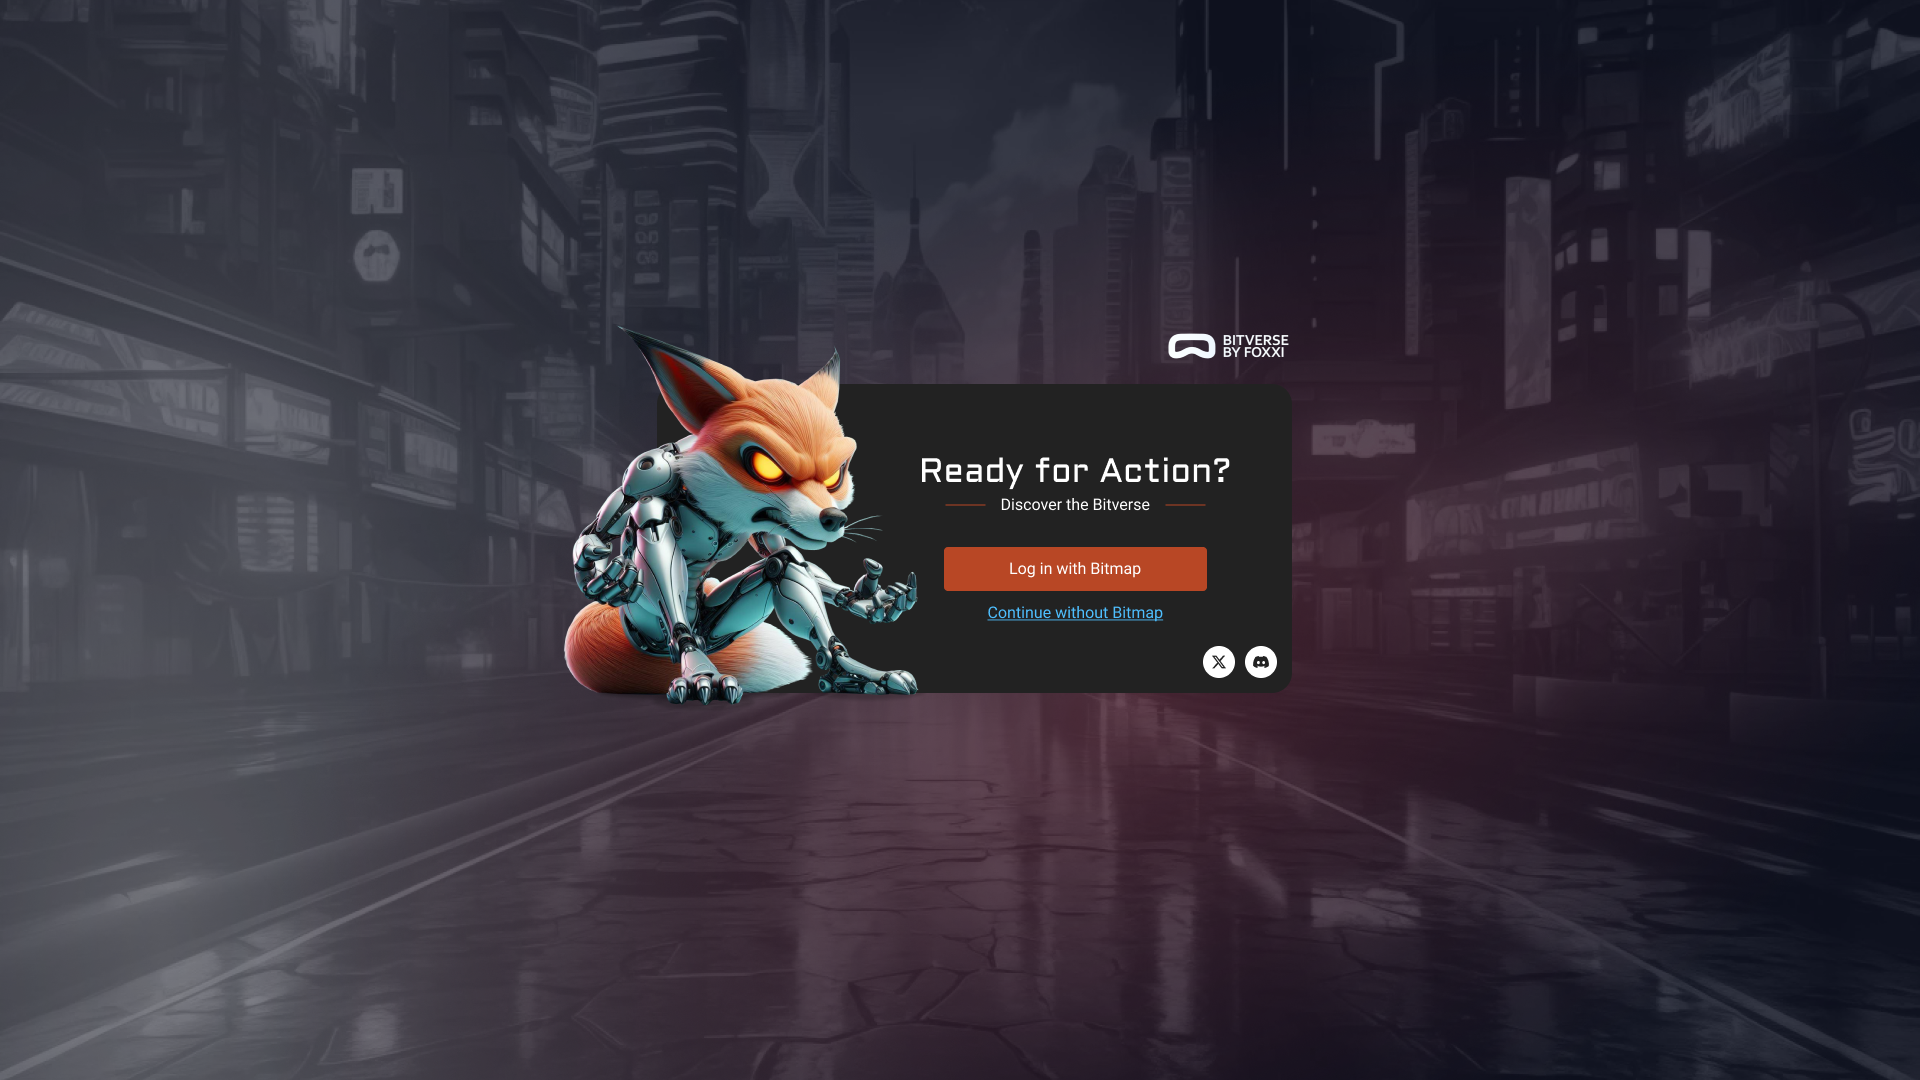 BITVERSE
BY FOXXI
Ready for Action?
Discover the Bitverse
Log in with Bitmap
Continue without Bitmap